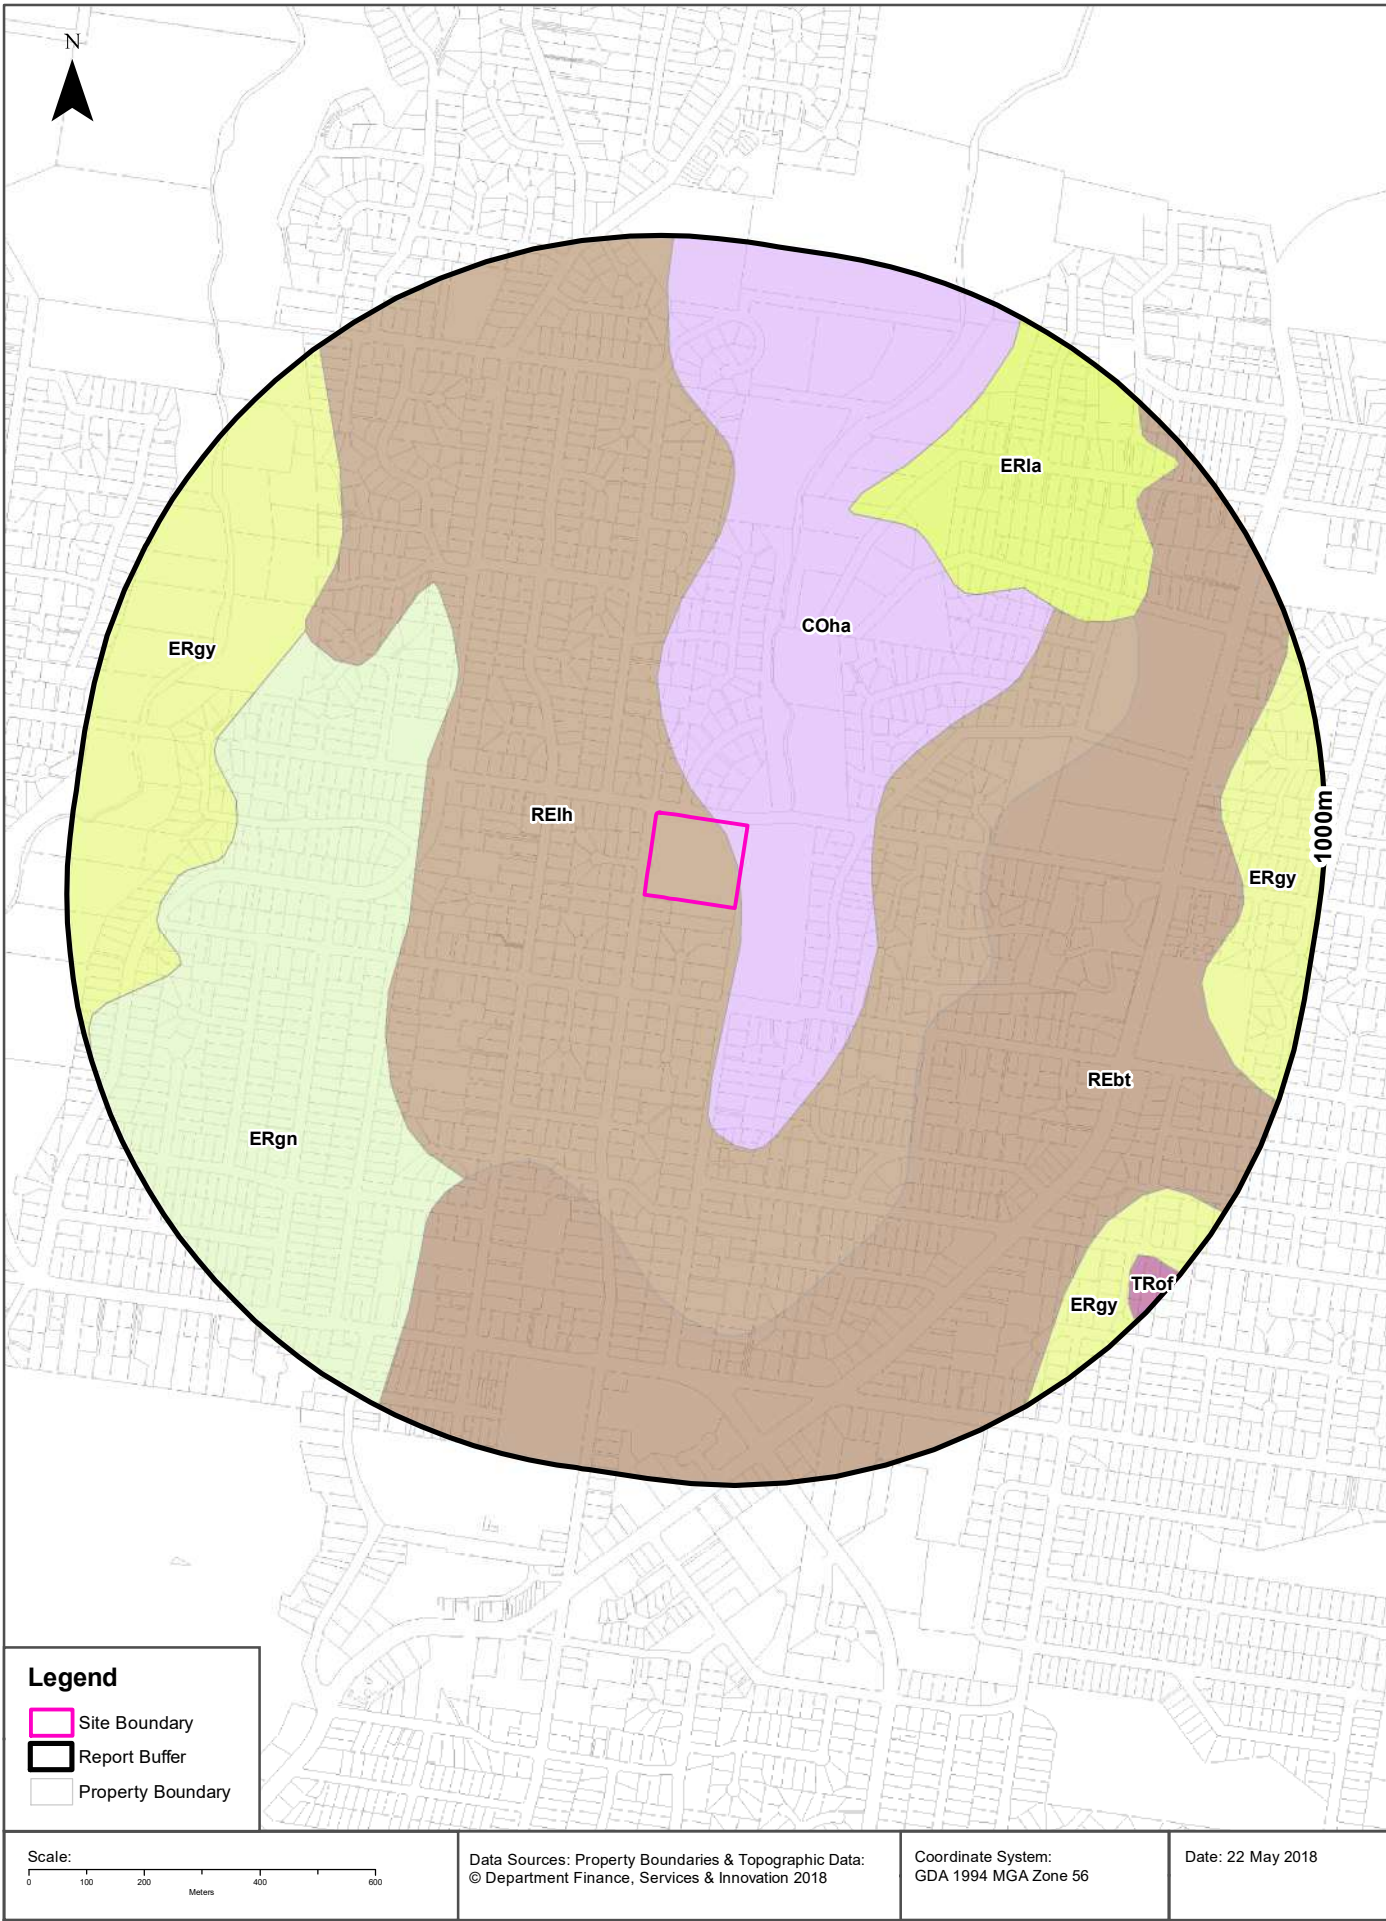 N
ERla
COha
ERgy
RElh
1000m
ERgy
REbt
ERgn
TRof
ERgy
Legend
Site Boundary
Report Buffer
Property Boundary
Scale:
0 100 200 400 600
Meters
Data Sources: Property Boundaries & Topographic Data:
© Department Finance, Services & Innovation 2018
Coordinate System:
GDA 1994 MGA Zone 56
Date: 22 May 2018